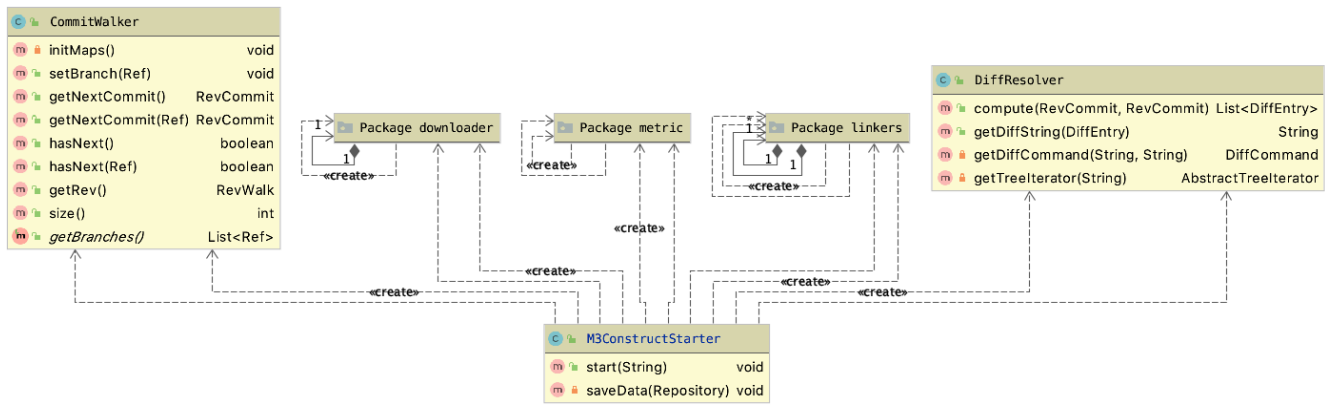 CommitWalker
initMaps() void
setBranch(Ref) void
getNextCommit() RevCommit
getNextCommit(Ref) RevCommit
hasNext() boolean
hasNext(Ref) boolean
getRev() RevWalk
size() int
getBranches() List<Ref>
Package downloader
1
1
«create»
Package metric
«create»
Package linkers
*
1
1
1
«create»
DiffResolver
compute(RevCommit, RevCommit) List<DiffEntry>
getDiffString(DiffEntry) String
getDiffCommand(String, String) DiffCommand
getTreeIterator(String) AbstractTreeIterator
«create»
«create»
«create»
«create»
«create»
M3ConstructStarter
start(String) void
saveData(Repository) void